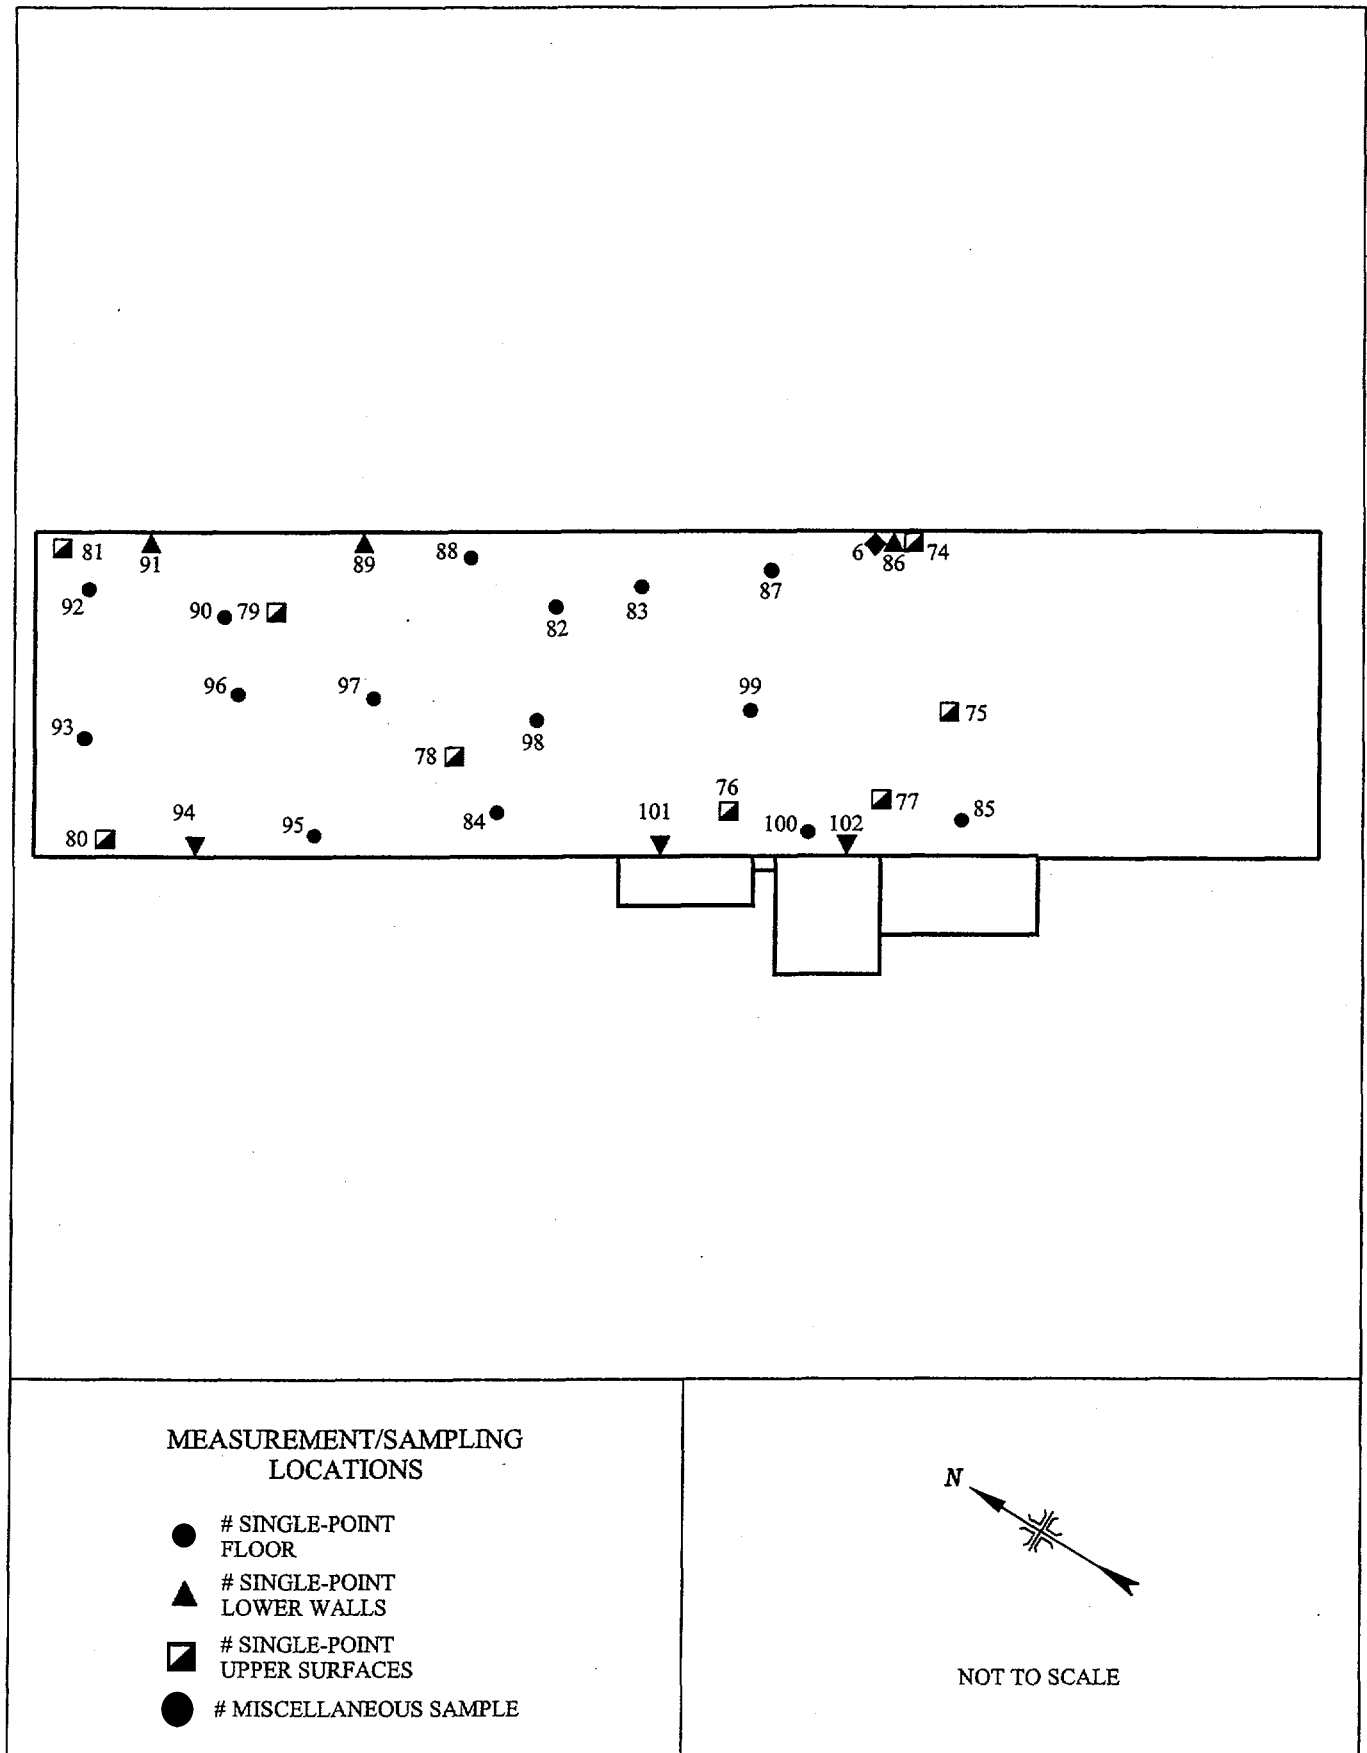 81
91
89
88
6
86
74
92
90
79
82
83
87
96
97
99
93
78
98
75
94
95
84
101
76
77
80
100
102
85
MEASUREMENT/SAMPLING
LOCATIONS
# SINGLE-POINT
FLOOR
# SINGLE-POINT
LOWER WALLS
# SINGLE-POINT
UPPER SURFACES
# MISCELLANEOUS SAMPLE
N
NOT TO SCALE